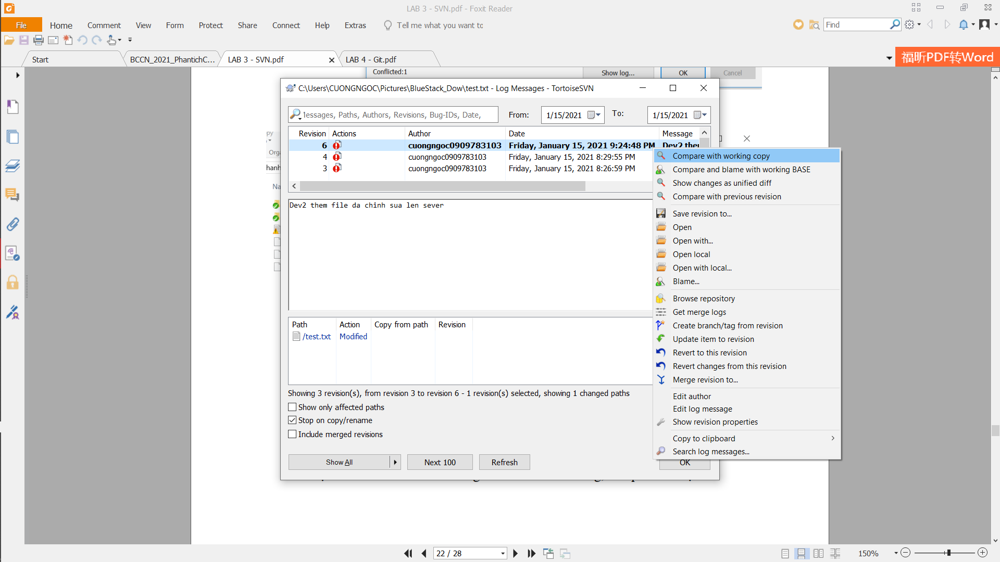 LAB 3 - SVN.pdf - Foxit Reader
File Home Comment View Form Protect Share Connect Help Extras Tell me what you want to
Find
Start BCCN_2021_PhantichC... LAB 3 - SVN.pdf LAB 4 - Git.pdf
福昕PDF转Word
Conflicted:1 Show log... OK Cancel
C:\Users\CUONGNGOC\Pictures\BlueStack_Dow\test.txt - Log Messages - TortoiseSVN
Messages, Paths, Authors, Revisions, Bug-IDs, Date, From: 1/15/2021 To: 1/15/2021
Revision Actions Author Date Message
6 cuongngoc0909783103 Friday, January 15, 2021 9:24:48 PM Dev2 them
4 cuongngoc0909783103 Friday, January 15, 2021 8:29:55 PM
3 cuongngoc0909783103 Friday, January 15, 2021 8:26:59 PM
py
Orga
hanh
Na
Dev2 them file da chinh sua len sever
Path Action Copy from path Revision
/test.txt Modified
Showing 3 revision(s), from revision 3 to revision 6 - 1 revision(s) selected, showing 1 changed paths
Show only affected paths
Stop on copy/rename
Include merged revisions
Show All Next 100 Refresh OK
Compare with working copy
Compare and blame with working BASE
Show changes as unified diff
Compare with previous revision
Save revision to...
Open
Open with...
Open local
Open with local...
Blame...
Browse repository
Get merge logs
Create branch/tag from revision
Update item to revision
Revert to this revision
Revert changes from this revision
Merge revision to...
Edit author
Edit log message
Show revision properties
Copy to clipboard
Search log messages...
22 / 28
150%